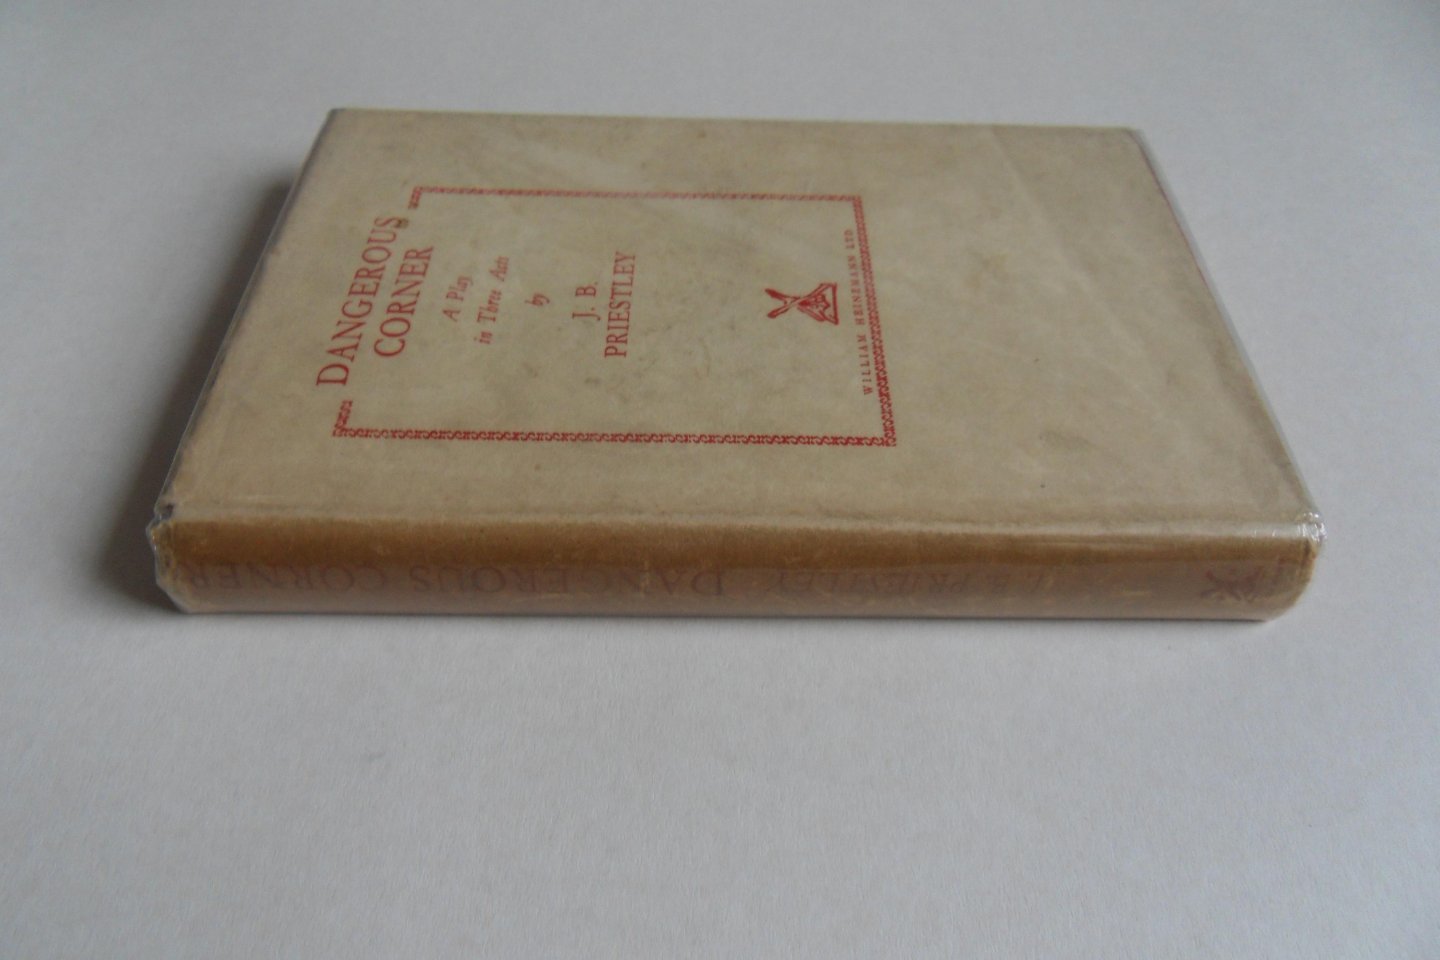 DANGEROUS
CORNER
A Play
in Three Acts
by
J. B.
PRIESTLEY
WILLIAM HEINEMANN LTD
J. B. PRIESTLEY DANGEROUS CORNER